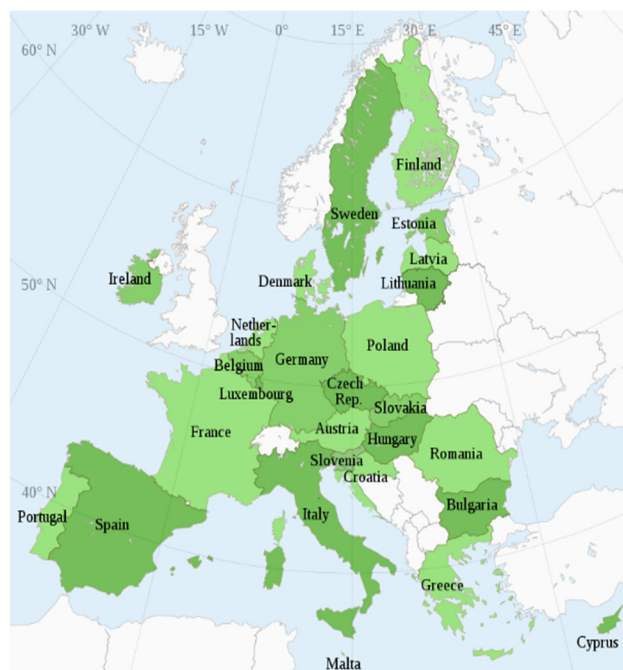 30° W 15° W 0° 15° E 30° E 45° E
60° N
Finland
Sweden
Estonia
Latvia
Ireland
Denmark
Lithuania
50° N
Nether-
lands
Poland
Germany
Belgium
Czech
Rep.
Luxembourg
Slovakia
Austria
France
Hungary
Romania
Slovenia
Croatia
40° N
Bulgaria
Italy
Portugal
Spain
Greece
Cyprus
Malta